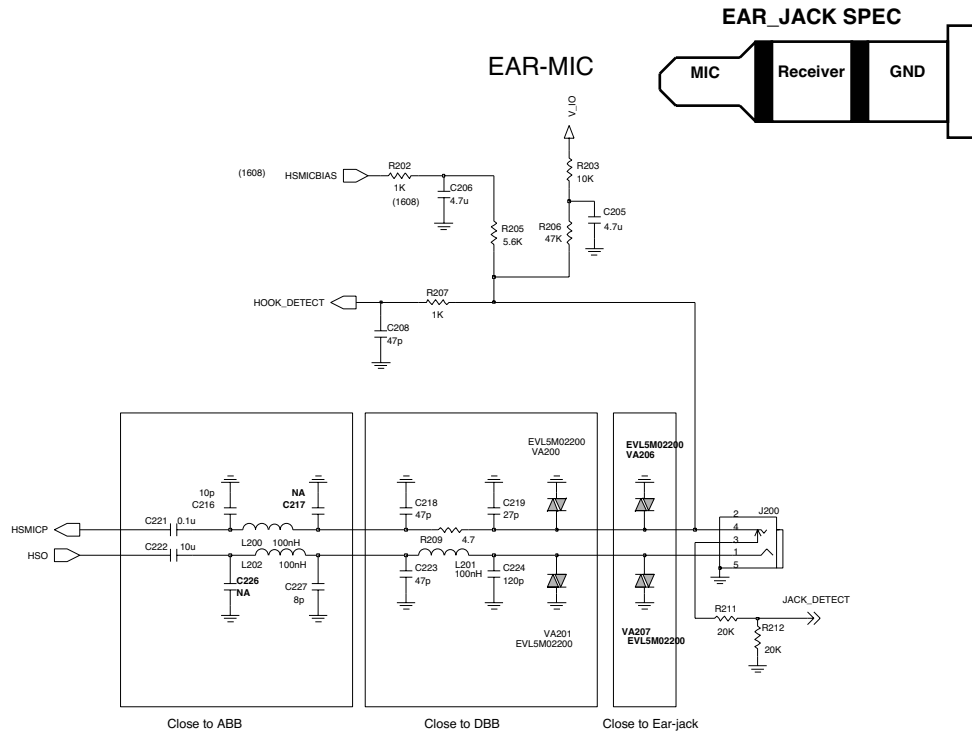 EAR_JACK SPEC
EAR-MIC
MIC
Receiver
GND
V_IO
R203
10K
(1608)
HSMICBIAS
R202
1K
(1608)
C206
4.7u
R205
5.6K
R206
47K
C205
4.7u
HOOK_DETECT
R207
1K
C208
47p
EVL5M02200
VA200
EVL5M02200
VA206
10p
C216
NA
C217
C218
47p
C219
27p
J200
2
4
3
1
5
HSMICP
C221
0.1u
HSO
C222
10u
L200
100nH
L202
100nH
R209
4.7
L201
100nH
C226
NA
C227
8p
C223
47p
C224
120p
VA201
EVL5M02200
VA207
EVL5M02200
R211
20K
JACK_DETECT
R212
20K
Close to ABB
Close to DBB
Close to Ear-jack